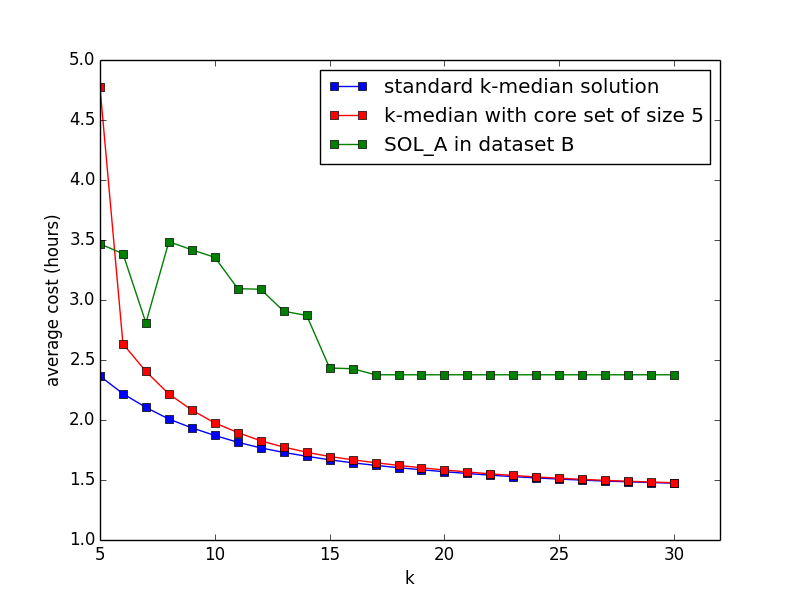 standard k-median solution
k-median with core set of size 5
SOL_A in dataset B
average cost (hours)
5.0
4.5
4.0
3.5
3.0
2.5
2.0
1.5
1.0
5 10 15 20 25 30
k